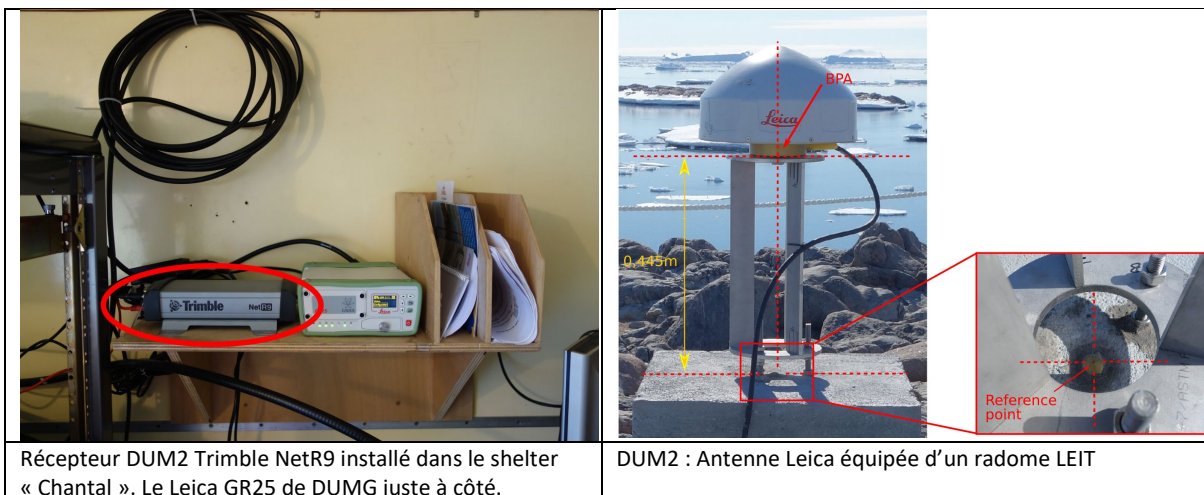 Trimble
NetR9
Leica
BPA
Leica
0,445m
Reference
point
Récepteur DUM2 Trimble NetR9 installé dans le shelter
« Chantal ». Le Leica GR25 de DUMG juste à côté.
DUM2 : Antenne Leica équipée d’un radome LEIT